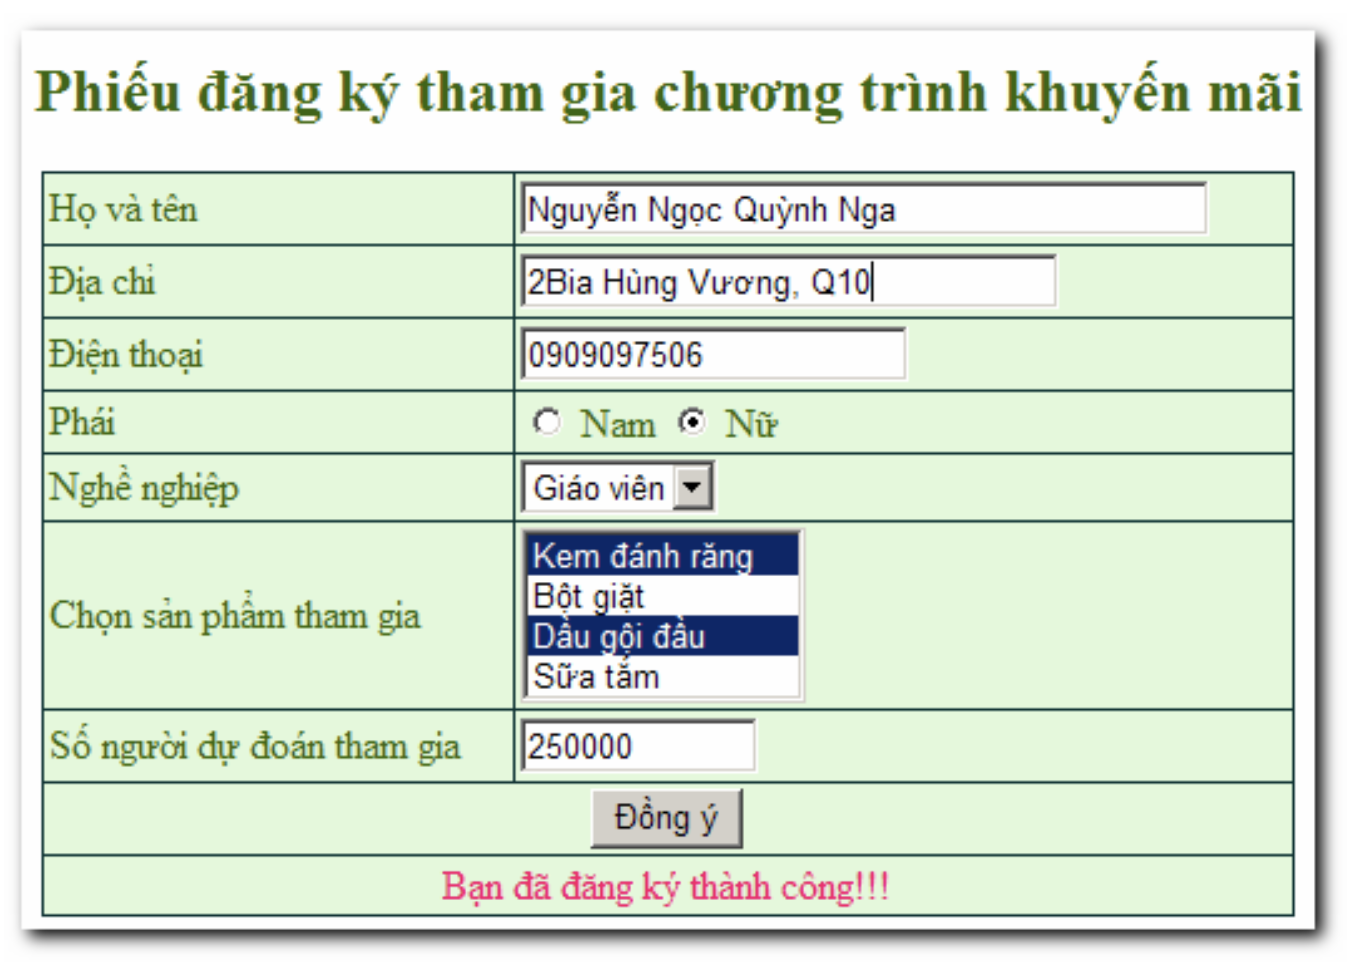 Phiếu đăng ký tham gia chương trình khuyến mãi
Họ và tên
Nguyễn Ngọc Quỳnh Nga
Địa chỉ
2Bia Hùng Vương, Q10
Điện thoại
0909097506
Phái
Nam Nữ
Nghề nghiệp
Giáo viên
Chọn sản phẩm tham gia
Kem đánh răng
Bột giặt
Dầu gội đầu
Sữa tắm
Số người dự đoán tham gia
250000
Đồng ý
Bạn đã đăng ký thành công!!!